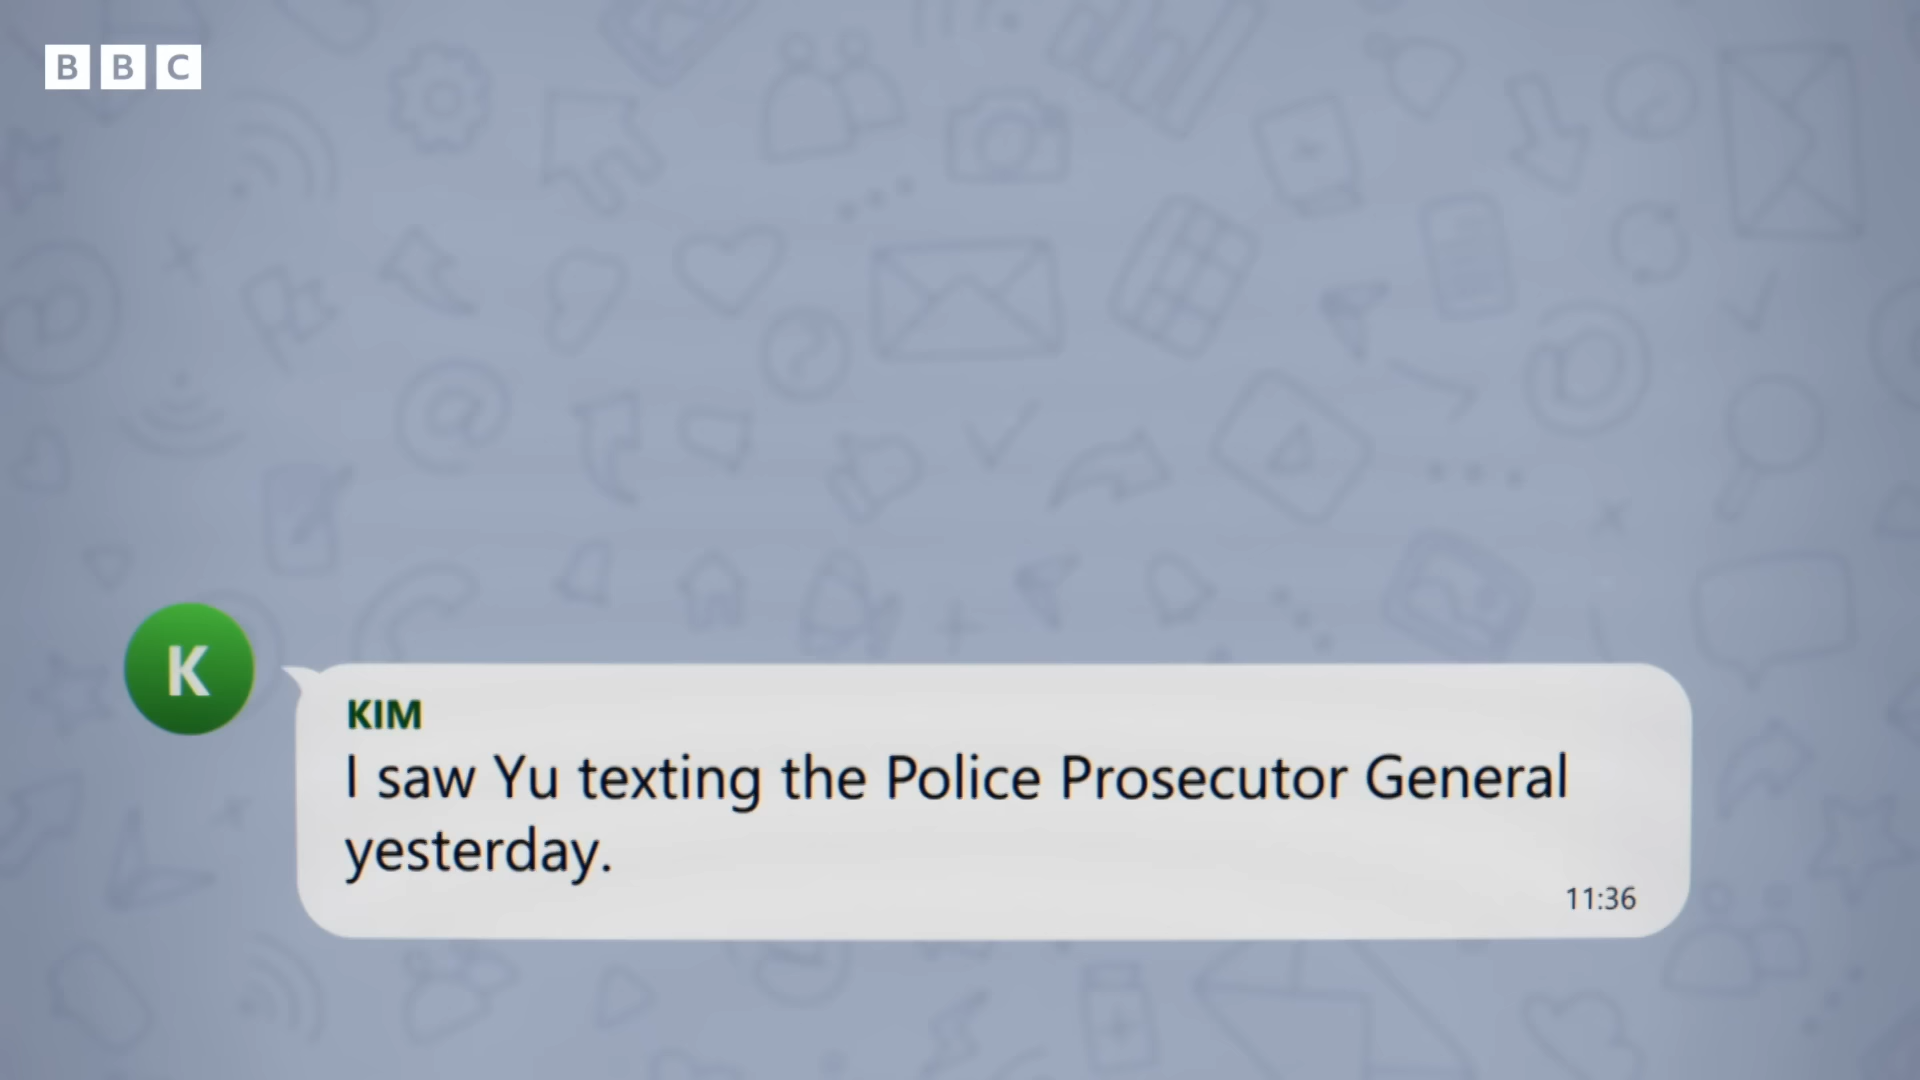 BBC
K
KIM
I saw Yu texting the Police Prosecutor General
yesterday.
11:36